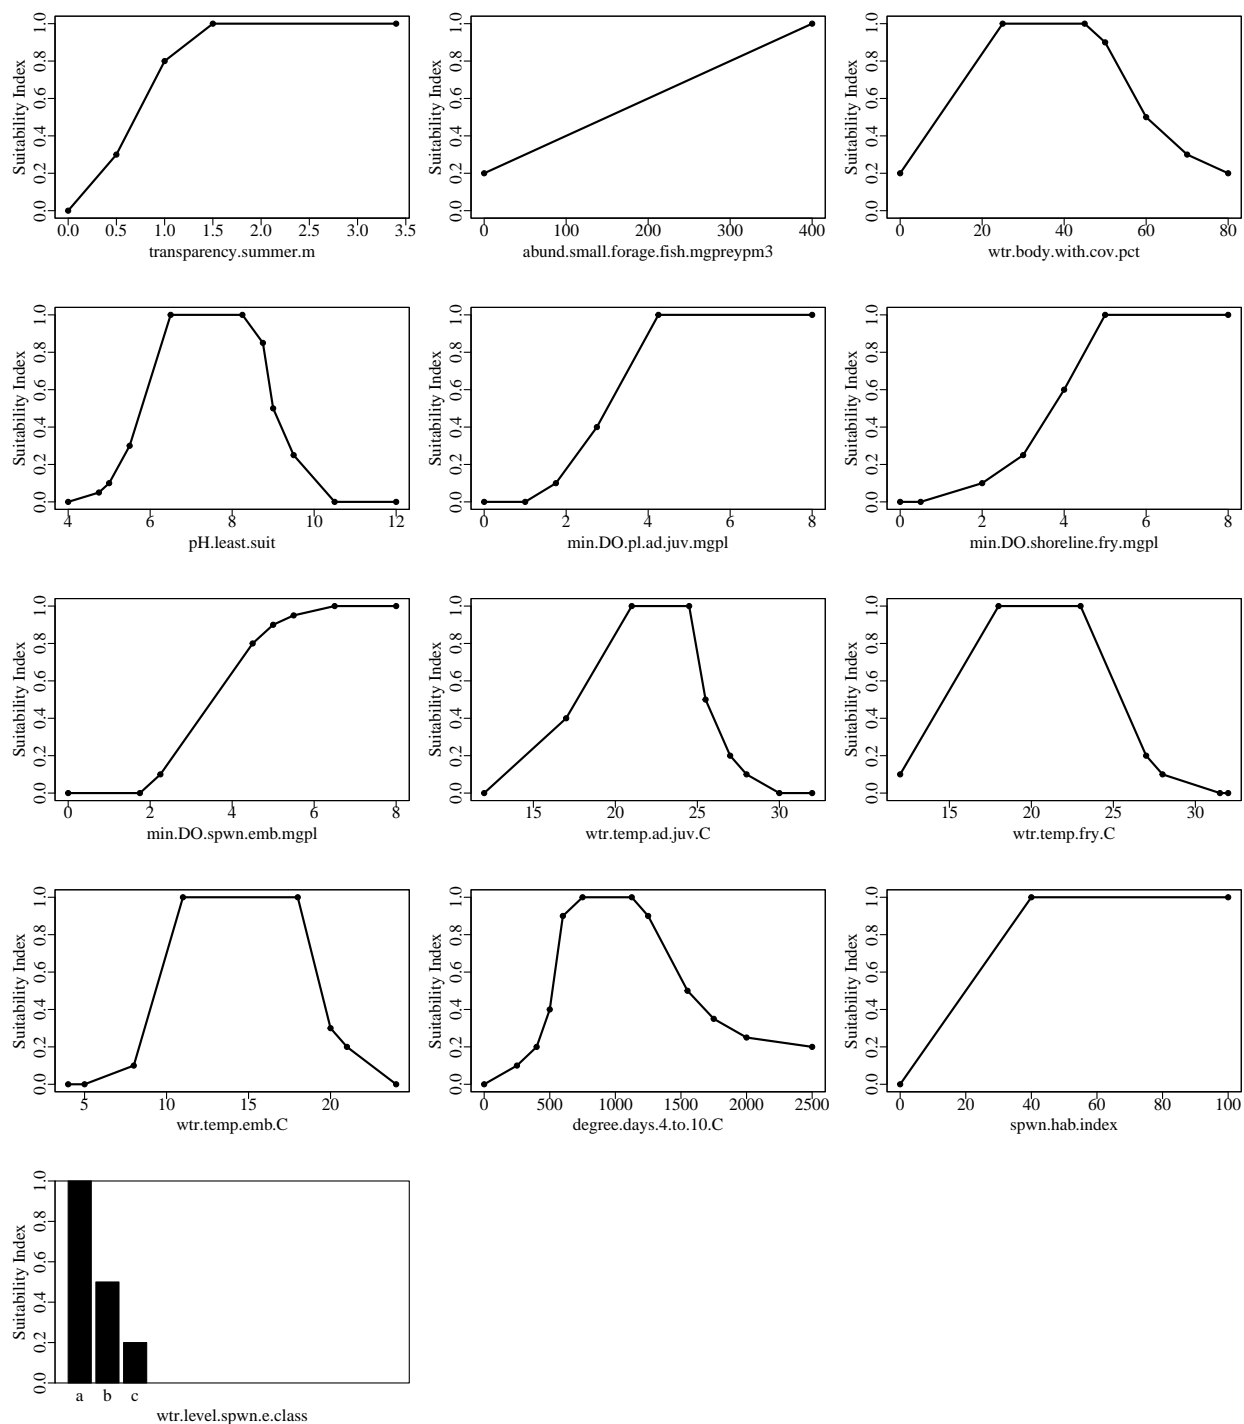 Suitability Index
0.0 0.2 0.4 0.6 0.8 1.0
0.0 0.5 1.0 1.5 2.0 2.5 3.0 3.5
transparency.summer.m
Suitability Index
0.0 0.2 0.4 0.6 0.8 1.0
0 100 200 300 400
abund.small.forage.fish.mgpreypm3
Suitability Index
0.0 0.2 0.4 0.6 0.8 1.0
0 20 40 60 80
wtr.body.with.cov.pct
Suitability Index
0.0 0.2 0.4 0.6 0.8 1.0
4 6 8 10 12
pH.least.suit
Suitability Index
0.0 0.2 0.4 0.6 0.8 1.0
0 2 4 6 8
min.DO.pl.ad.juv.mgpl
Suitability Index
0.0 0.2 0.4 0.6 0.8 1.0
0 2 4 6 8
min.DO.shoreline.fry.mgpl
Suitability Index
0.0 0.2 0.4 0.6 0.8 1.0
0 2 4 6 8
min.DO.spwn.emb.mgpl
Suitability Index
0.0 0.2 0.4 0.6 0.8 1.0
15 20 25 30
wtr.temp.ad.juv.C
Suitability Index
0.0 0.2 0.4 0.6 0.8 1.0
15 20 25 30
wtr.temp.fry.C
Suitability Index
0.0 0.2 0.4 0.6 0.8 1.0
5 10 15 20
wtr.temp.emb.C
Suitability Index
0.0 0.2 0.4 0.6 0.8 1.0
0 500 1000 1500 2000 2500
degree.days.4.to.10.C
Suitability Index
0.0 0.2 0.4 0.6 0.8 1.0
0 20 40 60 80 100
spwn.hab.index
Suitability Index
0.0 0.2 0.4 0.6 0.8 1.0
a b c
wtr.level.spwn.e.class